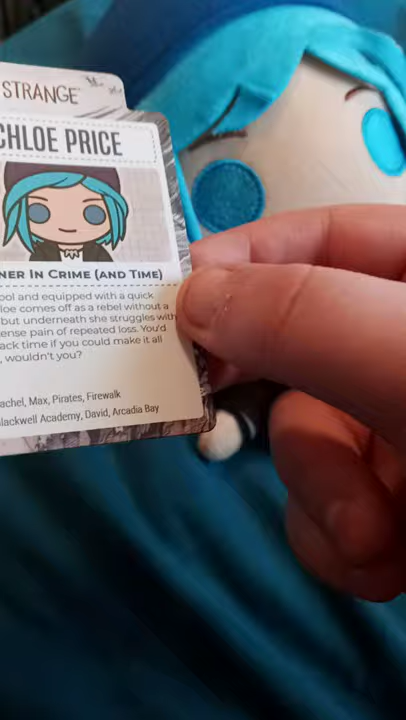 STRANGE
CHLOE PRICE
NER IN CRIME (AND TIME)
ool and equipped with a quick
loe comes off as a rebel without a
but underneath she struggles with
ense pain of repeated loss. You'd
ack time if you could make it all
, wouldn't you?
achel, Max, Pirates, Firewalk
lackwell Academy, David, Arcadia Bay